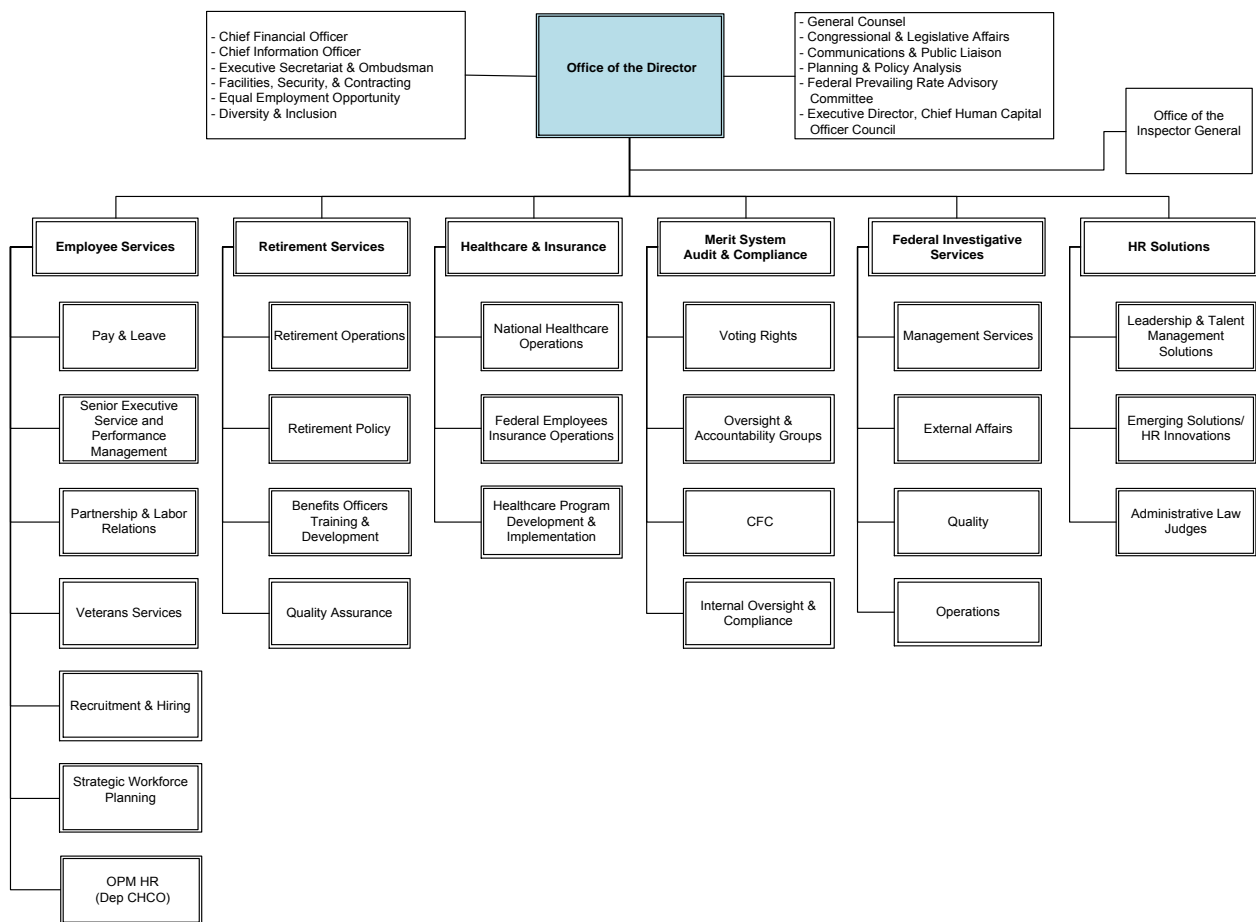 - Chief Financial Officer
- Chief Information Officer
- Executive Secretariat & Ombudsman
- Facilities, Security, & Contracting
- Equal Employment Opportunity
- Diversity & Inclusion
Office of the Director
- General Counsel
- Congressional & Legislative Affairs
- Communications & Public Liaison
- Planning & Policy Analysis
- Federal Prevailing Rate Advisory
Committee
- Executive Director, Chief Human Capital
Officer Council
Office of the
Inspector General
Employee Services
Pay & Leave
Senior Executive
Service and
Performance
Management
Partnership & Labor
Relations
Veterans Services
Recruitment & Hiring
Strategic Workforce
Planning
OPM HR
(Dep CHCO)
Retirement Services
Retirement Operations
Retirement Policy
Benefits Officers
Training &
Development
Quality Assurance
Healthcare & Insurance
National Healthcare
Operations
Federal Employees
Insurance Operations
Healthcare Program
Development &
Implementation
Merit System
Audit & Compliance
Voting Rights
Oversight &
Accountability Groups
CFC
Internal Oversight &
Compliance
Federal Investigative
Services
Management Services
External Affairs
Quality
Operations
HR Solutions
Leadership & Talent
Management
Solutions
Emerging Solutions/
HR Innovations
Administrative Law
Judges